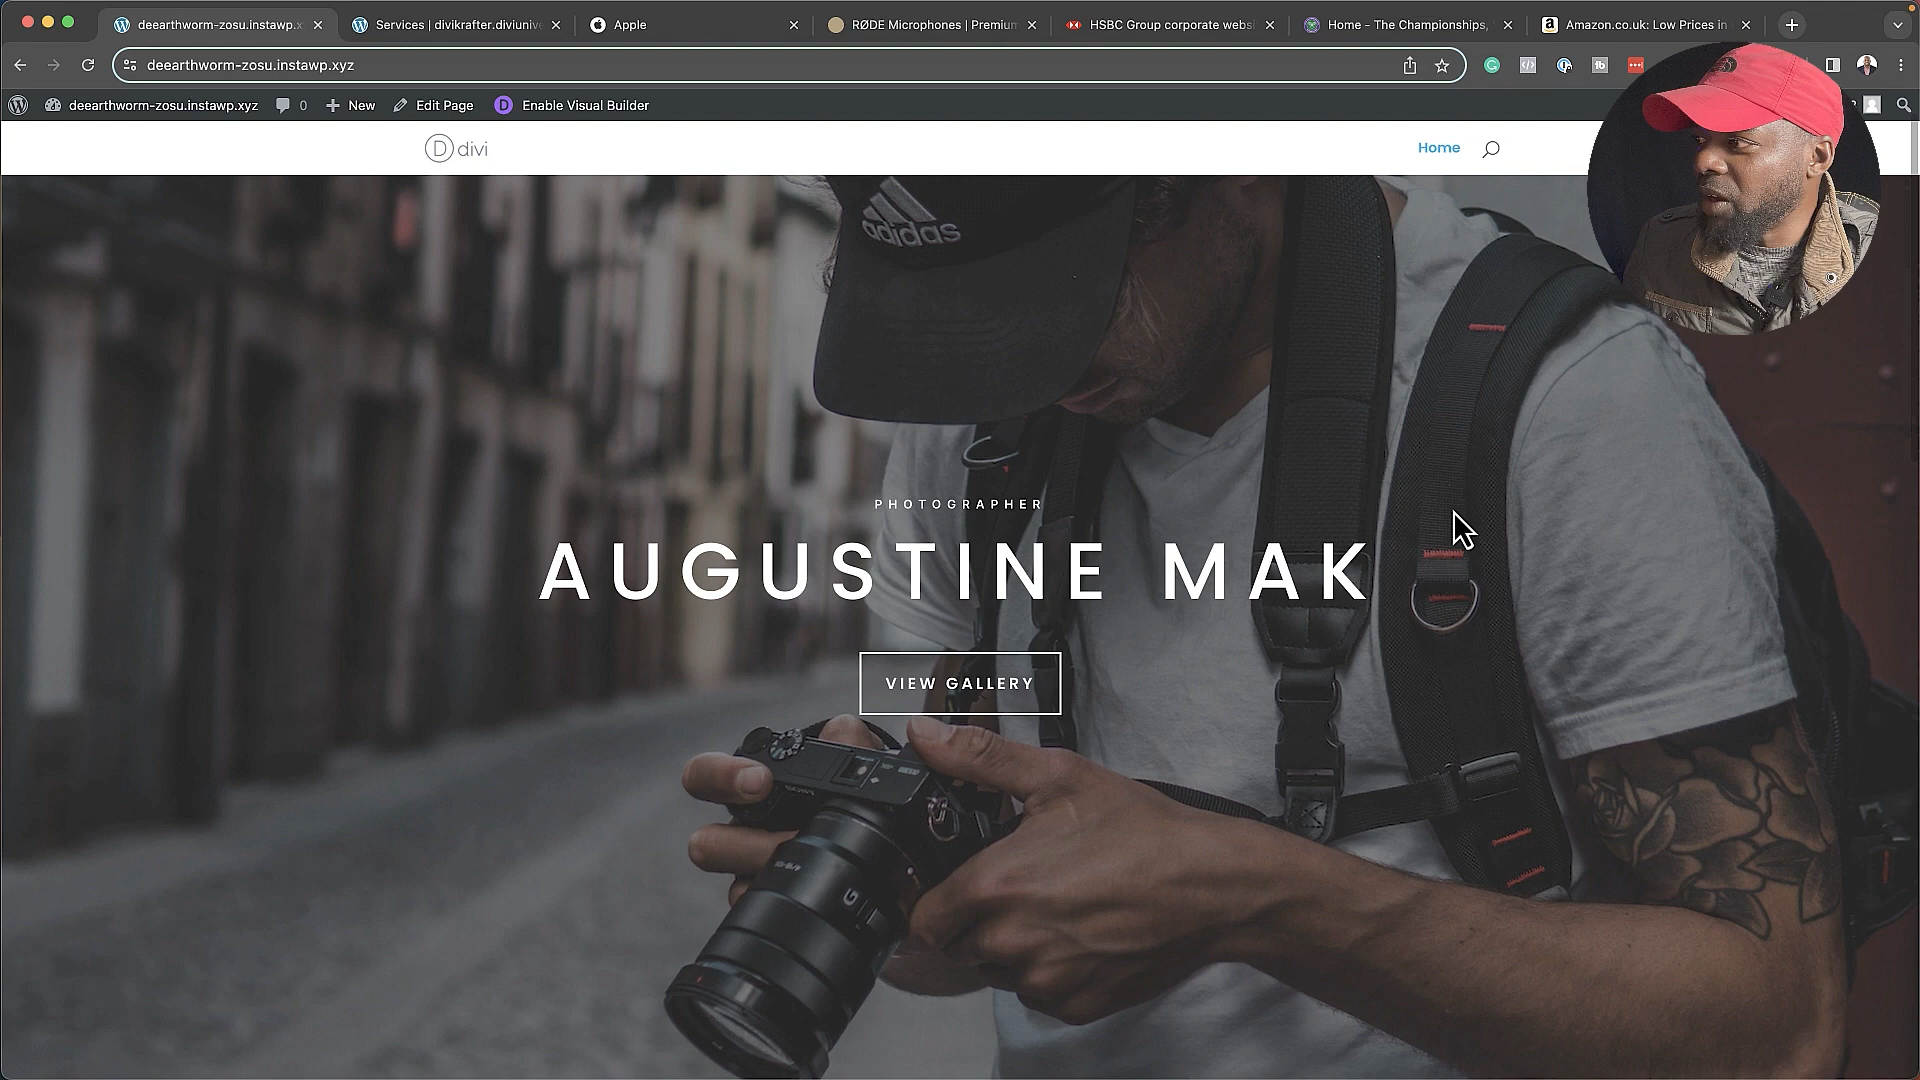 deearthworm-zosu.instawp.x
Services | divikrafter.diviunive
Apple
RØDE Microphones | Premium
HSBC Group corporate websi
Home - The Championships,
Amazon.co.uk: Low Prices in
deearthworm-zosu.instawp.xyz
deearthworm-zosu.instawp.xyz 0 New Edit Page D Enable Visual Builder
D divi
Home
adidas
PHOTOGRAPHER
AUGUSTINE MAK
VIEW GALLERY
G